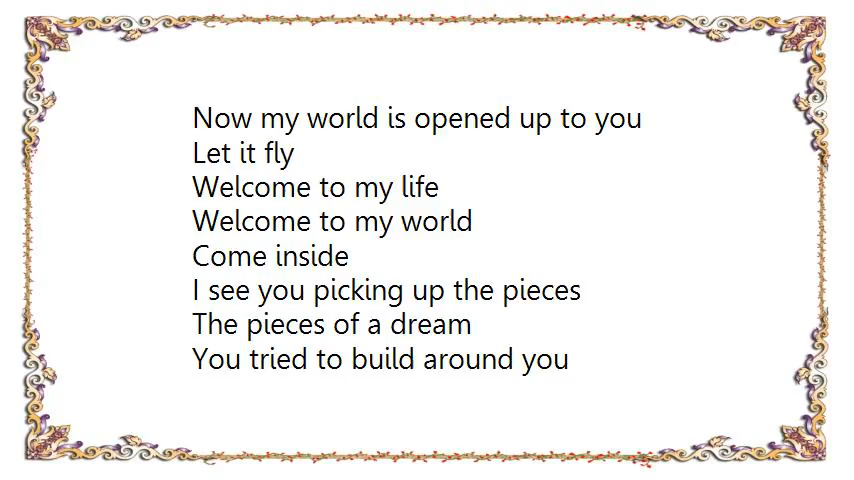 Now my world is opened up to you
Let it fly
Welcome to my life
Welcome to my world
Come inside
I see you picking up the pieces
The pieces of a dream
You tried to build around you